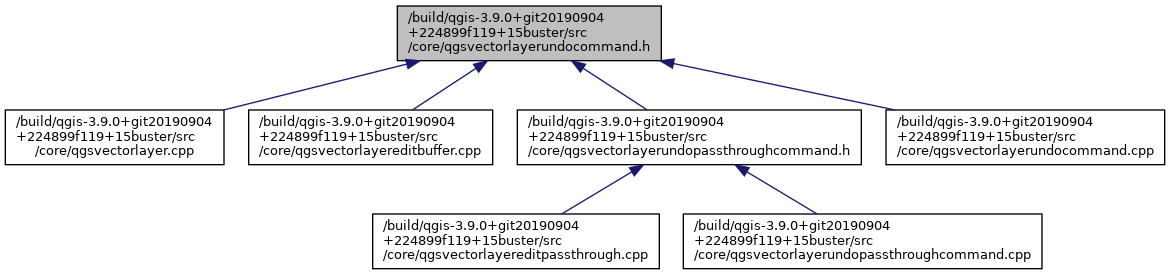 /build/qgis-3.9.0+git20190904
+224899f119+15buster/src
/core/qgsvectorlayerundocommand.h
/build/qgis-3.9.0+git20190904
+224899f119+15buster/src
/core/qgsvectorlayer.cpp
/build/qgis-3.9.0+git20190904
+224899f119+15buster/src
/core/qgsvectorlayereditbuffer.cpp
/build/qgis-3.9.0+git20190904
+224899f119+15buster/src
/core/qgsvectorlayerundopassthroughcommand.h
/build/qgis-3.9.0+git20190904
+224899f119+15buster/src
/core/qgsvectorlayerundocommand.cpp
/build/qgis-3.9.0+git20190904
+224899f119+15buster/src
/core/qgsvectorlayereditpassthrough.cpp
/build/qgis-3.9.0+git20190904
+224899f119+15buster/src
/core/qgsvectorlayerundopassthroughcommand.cpp